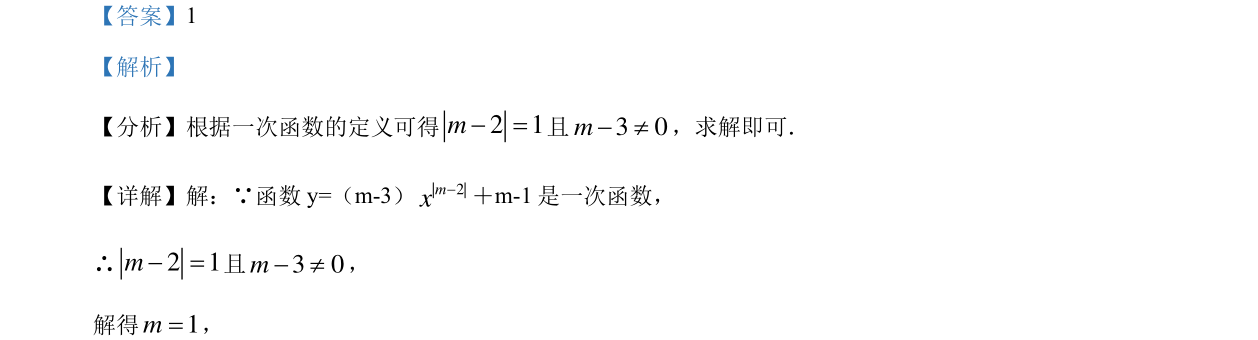 【答案】1
【解析】
【分析】根据一次函数的定义可得|m－2|＝1且m－3≠0，求解即可．
【详解】解：∵函数 y=（m-3）x^{|m−2|}＋m-1 是一次函数，
∴|m－2|＝1且m－3≠0，
解得m＝1，